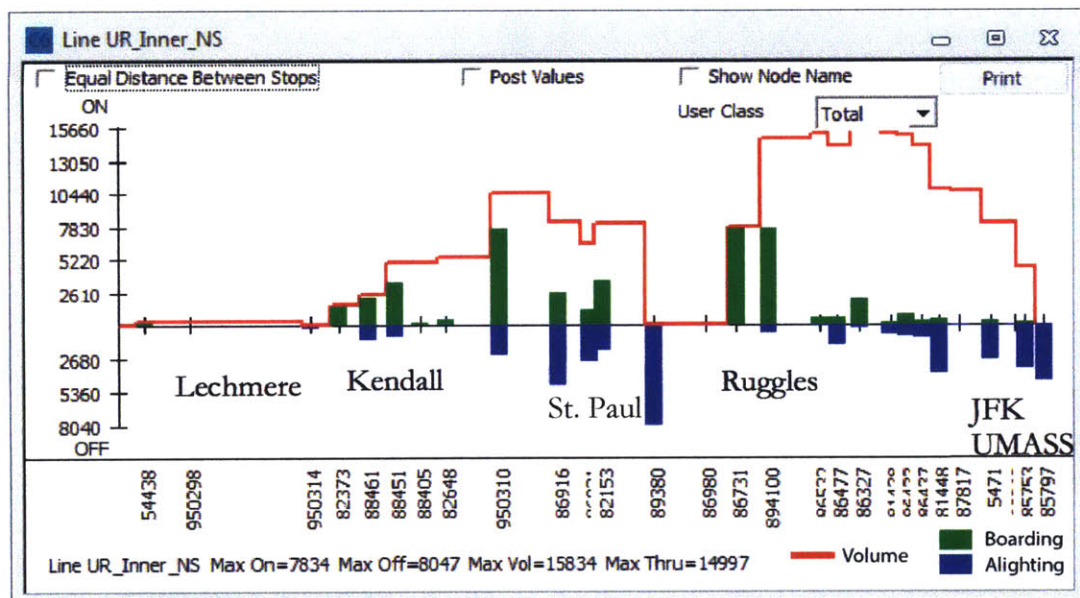 Line UR_Inner_NS
Equal Distance Between Stops
Post Values
Show Node Name
Print
ON
User Class
Total
15660
13050
10440
7830
5220
2610
2680
5360
8040
OFF
Lechmere
Kendall
St. Paul
Ruggles
JFK
UMASS
54438
950298
950314
82373
88461
88451
88405
82648
950310
86916
82153
89380
86980
86731
894100
86477
86327
81448
87817
5471
85753
85797
Line UR_Inner_NS Max On=7834 Max Off=8047 Max Vol=15834 Max Thru=14997
Volume
Boarding
Alighting